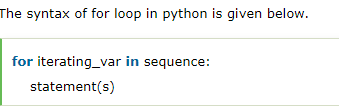 The syntax of for loop in python is given below.
for iterating_var in sequence:
statement(s)